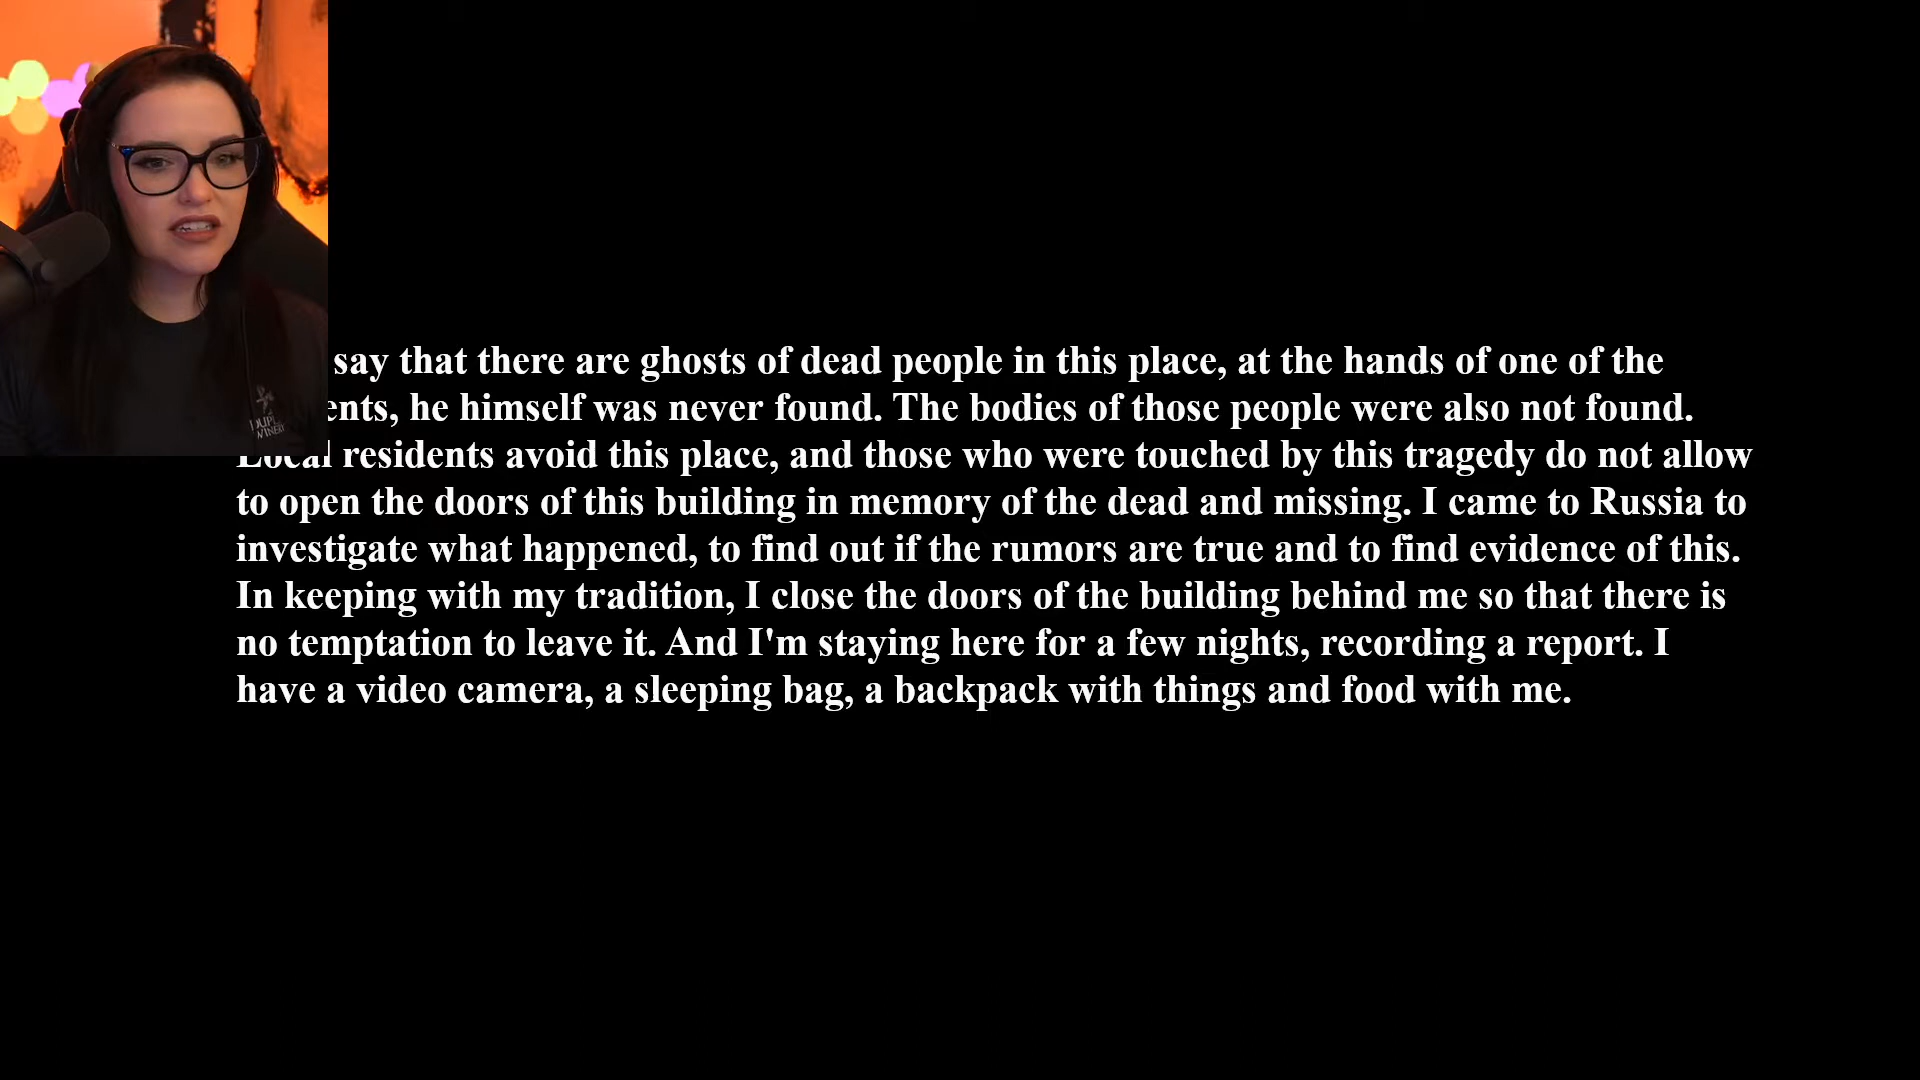 say that there are ghosts of dead people in this place, at the hands of one of the
ents, he himself was never found. The bodies of those people were also not found.
Local residents avoid this place, and those who were touched by this tragedy do not allow
to open the doors of this building in memory of the dead and missing. I came to Russia to
investigate what happened, to find out if the rumors are true and to find evidence of this.
In keeping with my tradition, I close the doors of the building behind me so that there is
no temptation to leave it. And I'm staying here for a few nights, recording a report. I
have a video camera, a sleeping bag, a backpack with things and food with me.